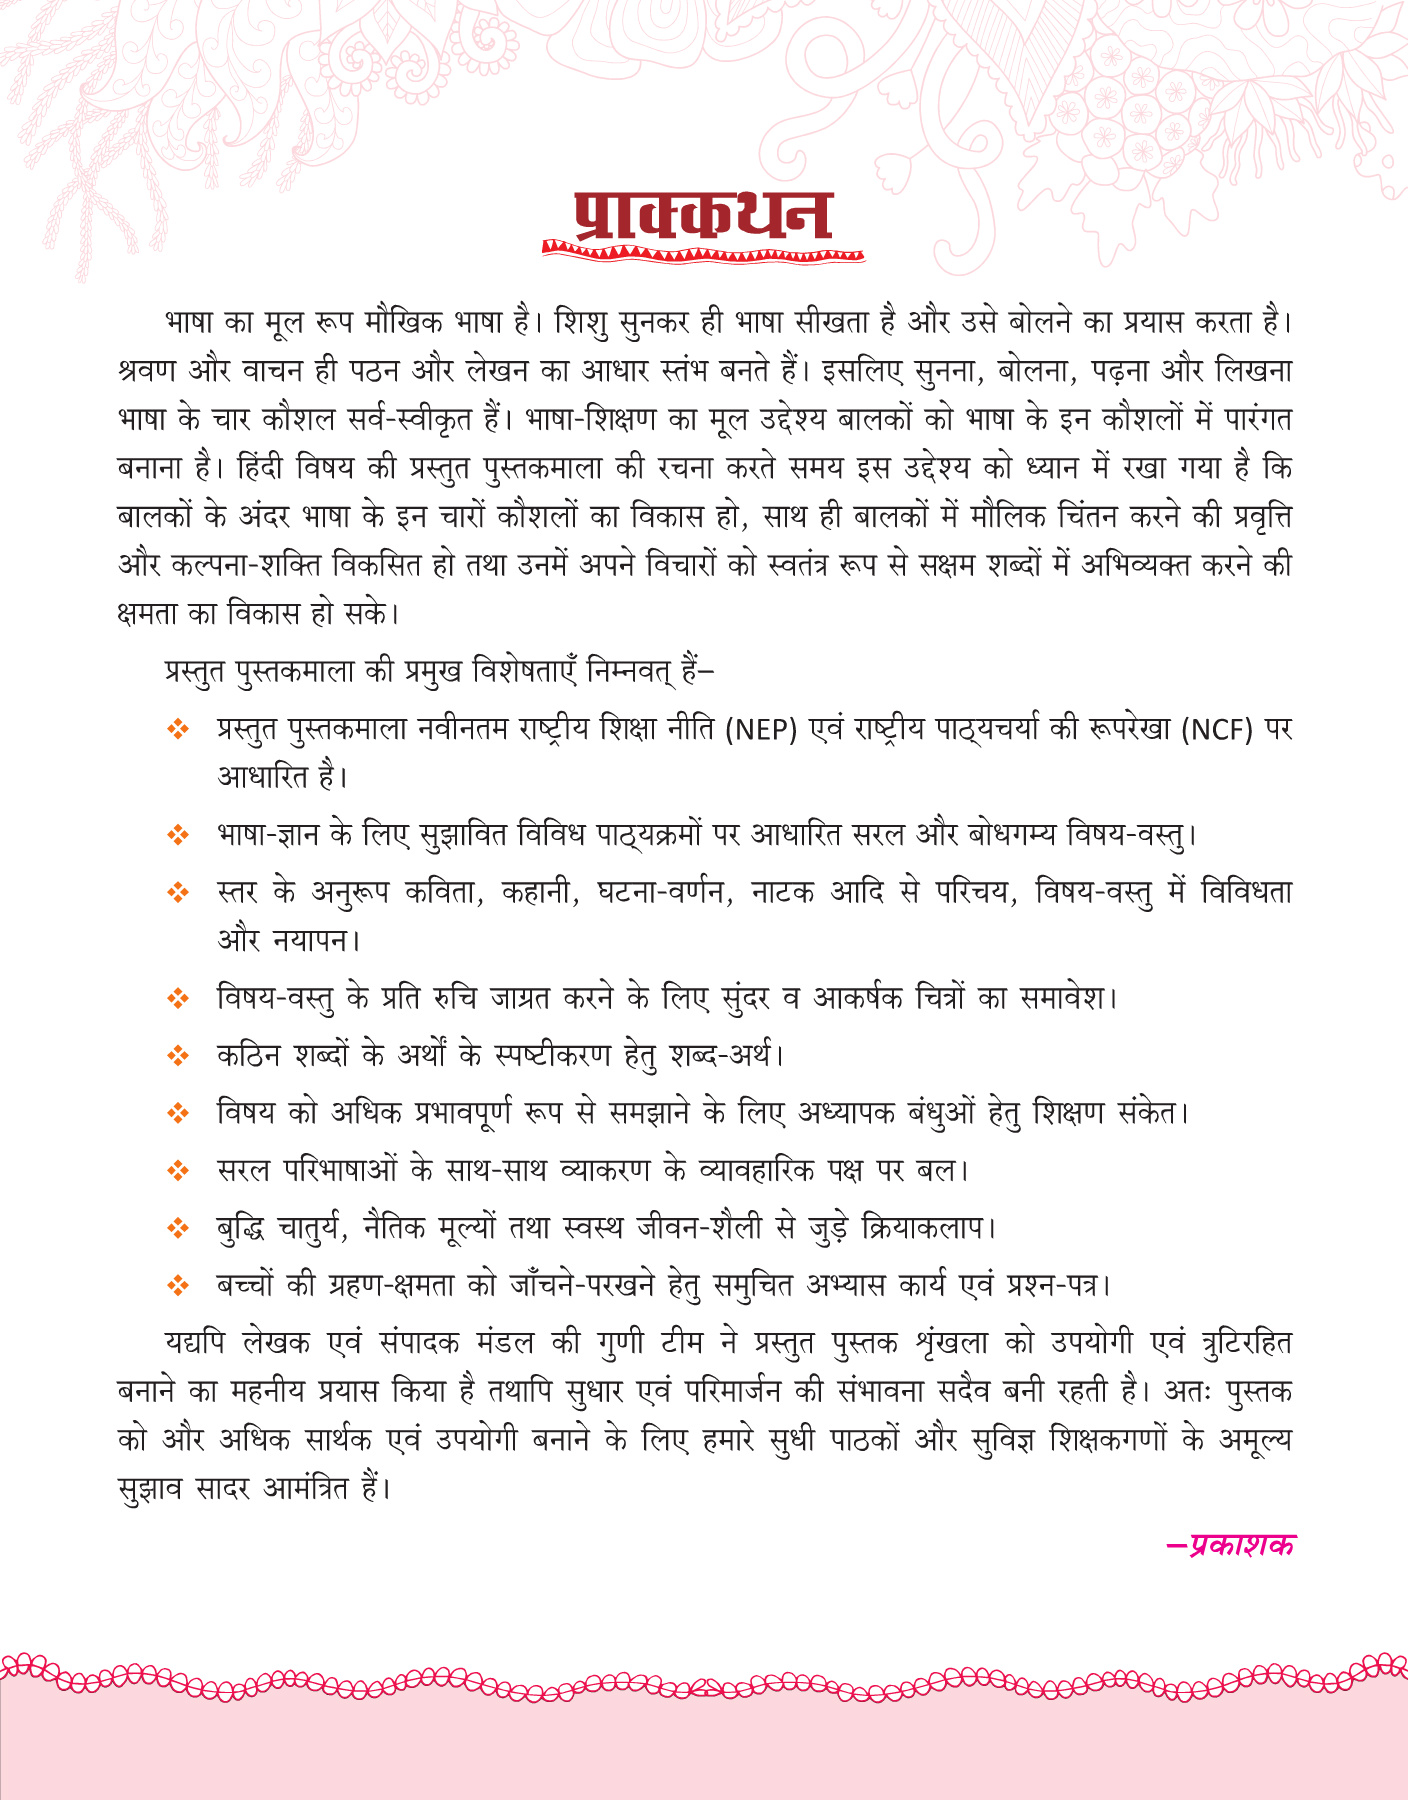 प्राक्कथन
भाषा का मूल रूप मौखिक भाषा है। शिशु सुनकर ही भाषा सीखता है और उसे बोलने का प्रयास करता है।
श्रवण और वाचन ही पठन और लेखन का आधार स्तंभ बनते हैं। इसलिए सुनना, बोलना, पढ़ना और लिखना
भाषा के चार कौशल सर्व-स्वीकृत हैं। भाषा-शिक्षण का मूल उद्देश्य बालकों को भाषा के इन कौशलों में पारंगत
बनाना है। हिंदी विषय की प्रस्तुत पुस्तकमाला की रचना करते समय इस उद्देश्य को ध्यान में रखा गया है कि
बालकों के अंदर भाषा के इन चारों कौशलों का विकास हो, साथ ही बालकों में मौलिक चिंतन करने की प्रवृत्ति
और कल्पना-शक्ति विकसित हो तथा उनमें अपने विचारों को स्वतंत्र रूप से सक्षम शब्दों में अभिव्यक्त करने की
क्षमता का विकास हो सके।
प्रस्तुत पुस्तकमाला की प्रमुख विशेषताएँ निम्नवत् हैं–
❖ प्रस्तुत पुस्तकमाला नवीनतम राष्ट्रीय शिक्षा नीति (NEP) एवं राष्ट्रीय पाठ्यचर्या की रूपरेखा (NCF) पर
आधारित है।
❖ भाषा-ज्ञान के लिए सुझावित विविध पाठ्यक्रमों पर आधारित सरल और बोधगम्य विषय-वस्तु।
❖ स्तर के अनुरूप कविता, कहानी, घटना-वर्णन, नाटक आदि से परिचय, विषय-वस्तु में विविधता
और नयापन।
❖ विषय-वस्तु के प्रति रुचि जाग्रत करने के लिए सुंदर व आकर्षक चित्रों का समावेश।
❖ कठिन शब्दों के अर्थों के स्पष्टीकरण हेतु शब्द-अर्थ।
❖ विषय को अधिक प्रभावपूर्ण रूप से समझाने के लिए अध्यापक बंधुओं हेतु शिक्षण संकेत।
❖ सरल परिभाषाओं के साथ-साथ व्याकरण के व्यावहारिक पक्ष पर बल।
❖ बुद्धि चातुर्य, नैतिक मूल्यों तथा स्वस्थ जीवन-शैली से जुड़े क्रियाकलाप।
❖ बच्चों की ग्रहण-क्षमता को जाँचने-परखने हेतु समुचित अभ्यास कार्य एवं प्रश्न-पत्र।
यद्यपि लेखक एवं संपादक मंडल की गुणी टीम ने प्रस्तुत पुस्तक शृंखला को उपयोगी एवं त्रुटिरहित
बनाने का महनीय प्रयास किया है तथापि सुधार एवं परिमार्जन की संभावना सदैव बनी रहती है। अतः पुस्तक
को और अधिक सार्थक एवं उपयोगी बनाने के लिए हमारे सुधी पाठकों और सुविज्ञ शिक्षकगणों के अमूल्य
सुझाव सादर आमंत्रित हैं।
–प्रकाशक